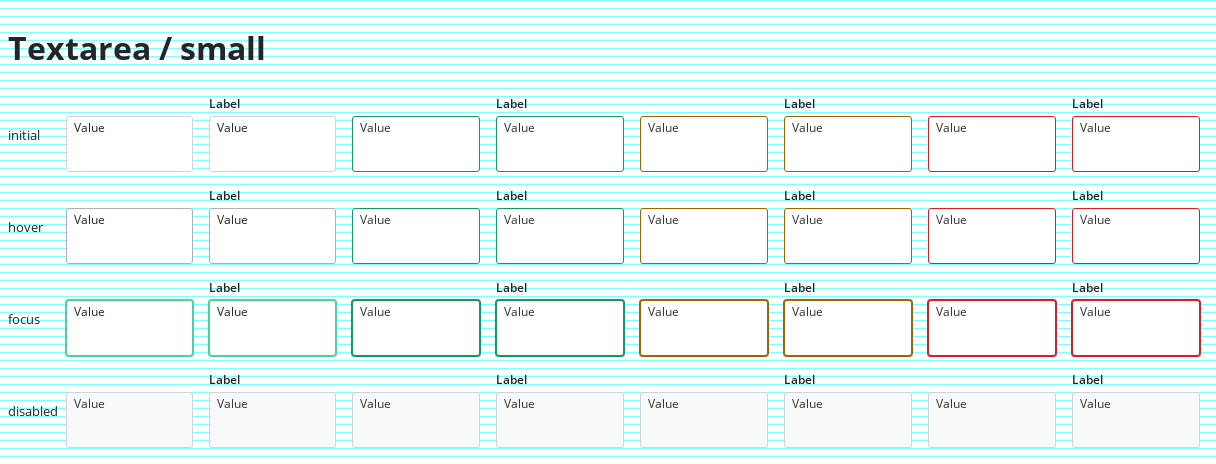 Textarea / small
Label Label Label Label
initial Value Value Value Value Value Value Value Value
Label Label Label Label
hover Value Value Value Value Value Value Value Value
Label Label Label Label
focus Value Value Value Value Value Value Value Value
Label Label Label Label
disabled Value Value Value Value Value Value Value Value